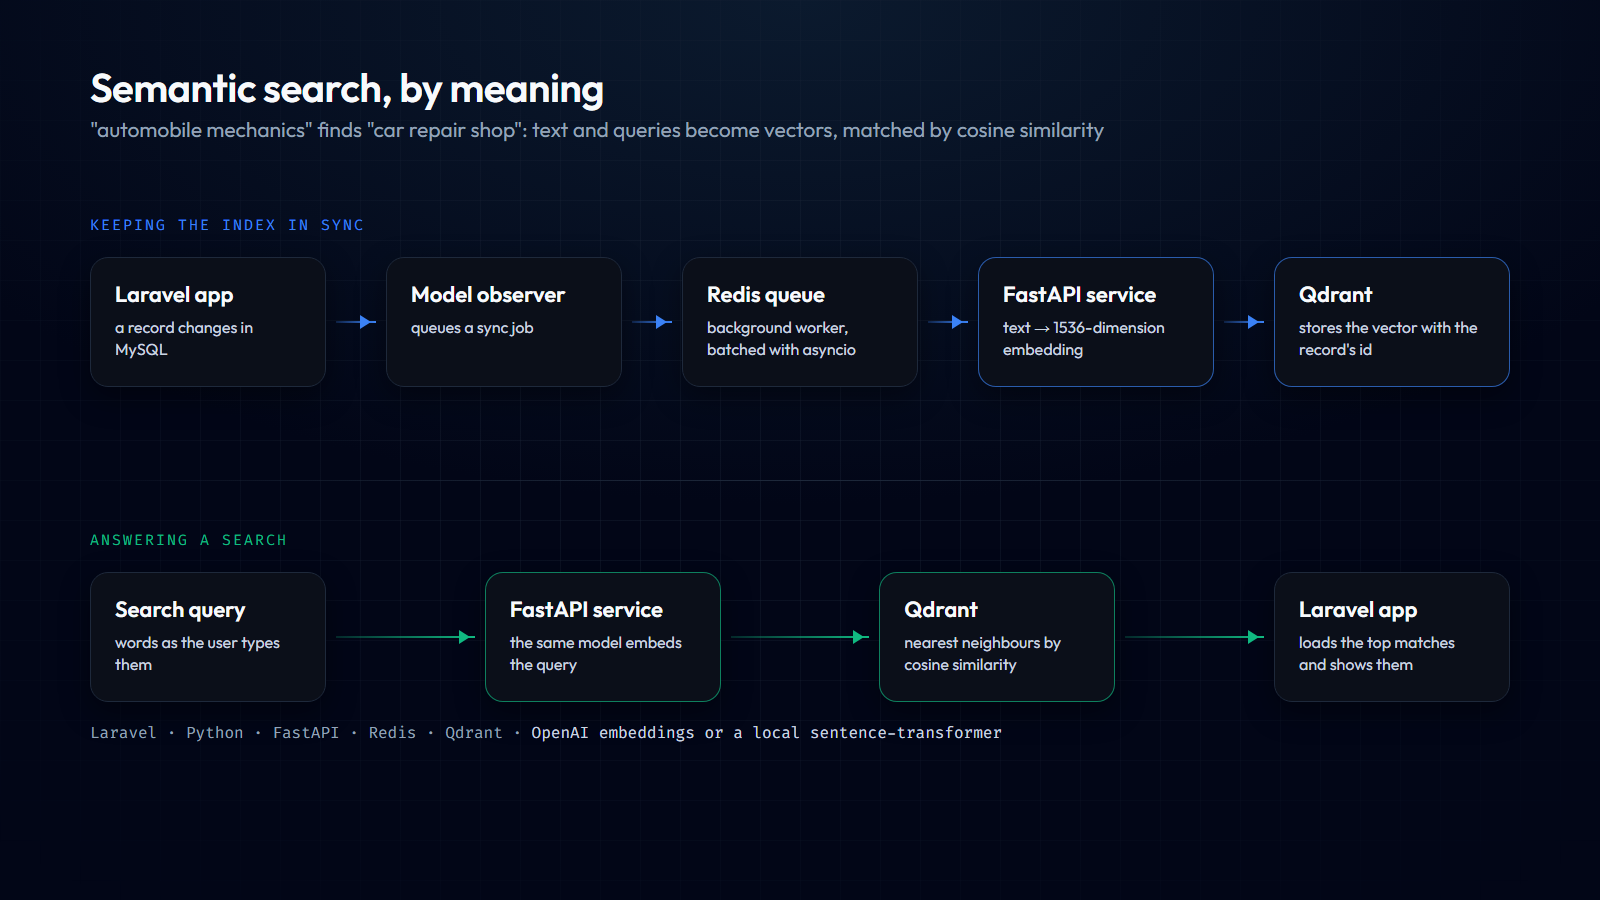 Semantic search, by meaning
"automobile mechanics" finds "car repair shop": text and queries become vectors, matched by cosine similarity
KEEPING THE INDEX IN SYNC
Laravel app
a record changes in
MySQL
Model observer
queues a sync job
Redis queue
background worker,
batched with asyncio
FastAPI service
text → 1536-dimension
embedding
Qdrant
stores the vector with the
record's id
ANSWERING A SEARCH
Search query
words as the user types
them
FastAPI service
the same model embeds
the query
Qdrant
nearest neighbours by
cosine similarity
Laravel app
loads the top matches
and shows them
Laravel · Python · FastAPI · Redis · Qdrant · OpenAI embeddings or a local sentence-transformer